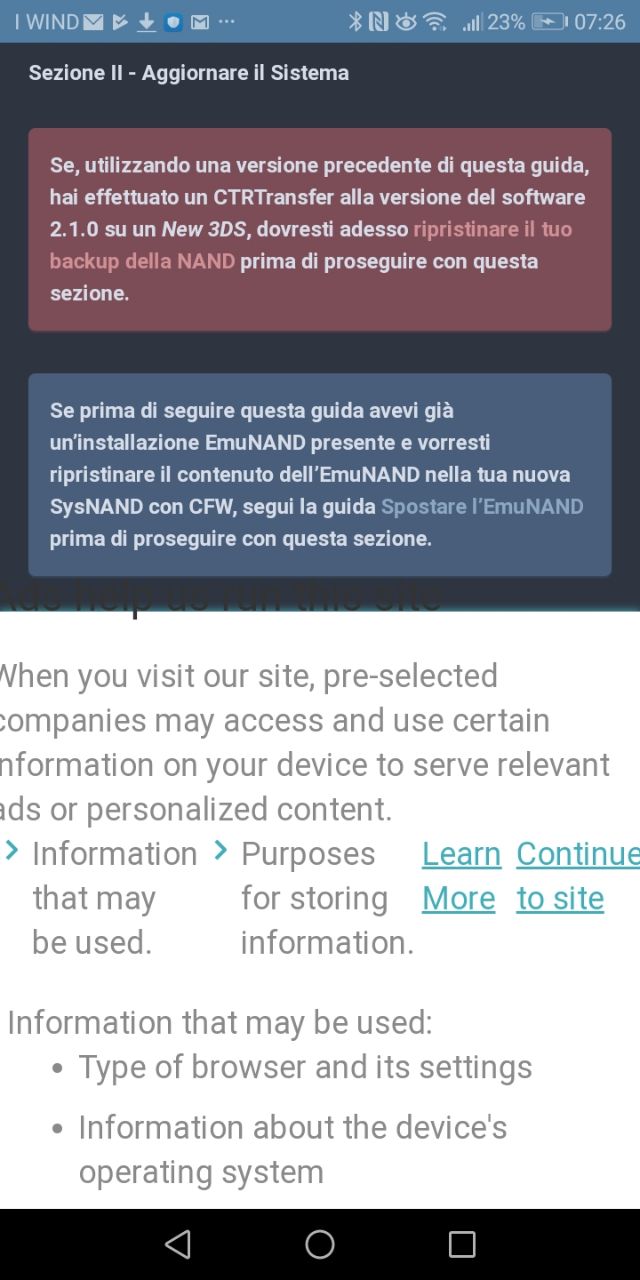 I WIND ··· 23% 07:26
Sezione II - Aggiornare il Sistema
Se, utilizzando una versione precedente di questa guida,
hai effettuato un CTRTransfer alla versione del software
2.1.0 su un New 3DS, dovresti adesso ripristinare il tuo
backup della NAND prima di proseguire con questa
sezione.
Se prima di seguire questa guida avevi già
un’installazione EmuNAND presente e vorresti
ripristinare il contenuto dell’EmuNAND nella tua nuova
SysNAND con CFW, segui la guida Spostare l’EmuNAND
prima di proseguire con questa sezione.
Ads help us run this site
When you visit our site, pre-selected
companies may access and use certain
information on your device to serve relevant
ads or personalized content.
Information that may be used.
Purposes for storing information.
Learn More
Continue to site
Information that may be used:
• Type of browser and its settings
• Information about the device's
operating system